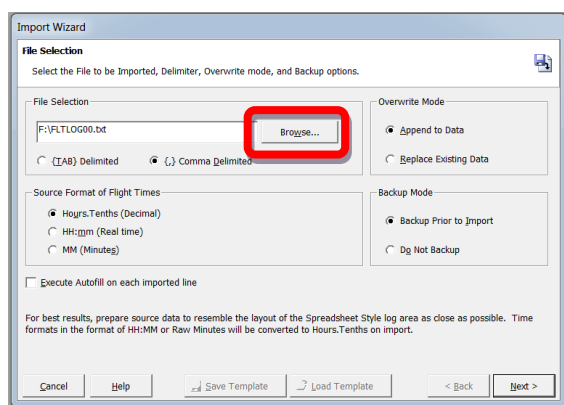 Import Wizard
File Selection
Select the File to be Imported, Delimiter, Overwrite mode, and Backup options.
File Selection
F:\FLTLOG00.txt
Browse...
{TAB} Delimited
{,} Comma Delimited
Overwrite Mode
Append to Data
Replace Existing Data
Source Format of Flight Times
Hours.Tenths (Decimal)
HH:mm (Real time)
MM (Minutes)
Backup Mode
Backup Prior to Import
Do Not Backup
Execute Autofill on each imported line
For best results, prepare source data to resemble the layout of the Spreadsheet Style log area as close as possible. Time
formats in the format of HH:MM or Raw Minutes will be converted to Hours.Tenths on import.
Cancel
Help
Save Template
Load Template
< Back
Next >